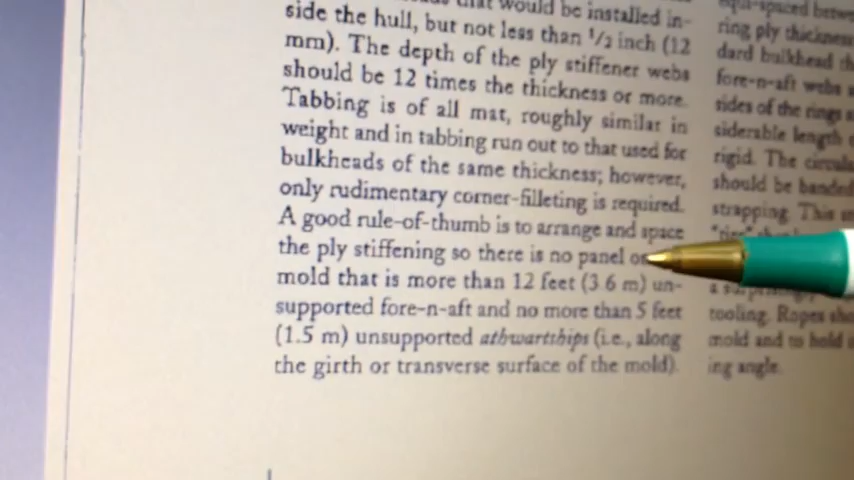 that would be installed in-
side the hull, but not less than 1/2 inch (12
mm). The depth of the ply stiffener webs
should be 12 times the thickness or more.
Tabbing is of all mat, roughly similar in
weight and in tabbing run out to that used for
bulkheads of the same thickness; however,
only rudimentary corner-filleting is required.
A good rule-of-thumb is to arrange and space
the ply stiffening so there is no panel
mold that is more than 12 feet (3.6 m) un-
supported fore-n-aft and no more than 5 feet
(1.5 m) unsupported athwartships (i.e., along
the girth or transverse surface of the mold).
ring ply thickness
dard bulkhead
fore-n-aft webs
sides of the rings
siderable length
rigid. The
should be banded
strapping. This
tooling. Ropes
mold and to hold
ing angle.